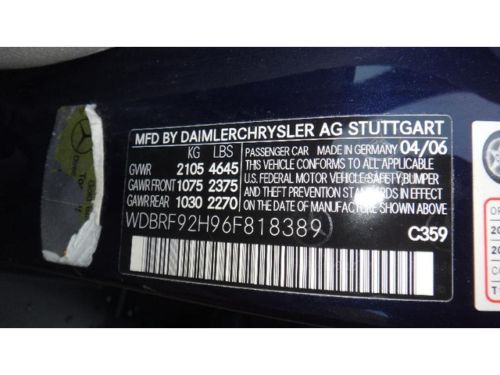 MFD BY DAIMLERCHRYSLER AG STUTTGART
KG LBS
GVWR 2105 4645
GAWR FRONT 1075 2375
GAWR REAR 1030 2270
PASSENGER CAR MADE IN GERMANY 04/06
THIS VEHICLE CONFORMS TO ALL APPLICABLE
U.S. FEDERAL MOTOR VEHICLE SAFETY, BUMPER
AND THEFT PREVENTION STANDARDS IN EFFECT
ON THE DATE OF MANUFACTURE SHOWN ABOVE
WDBRF92H96F818389
C359